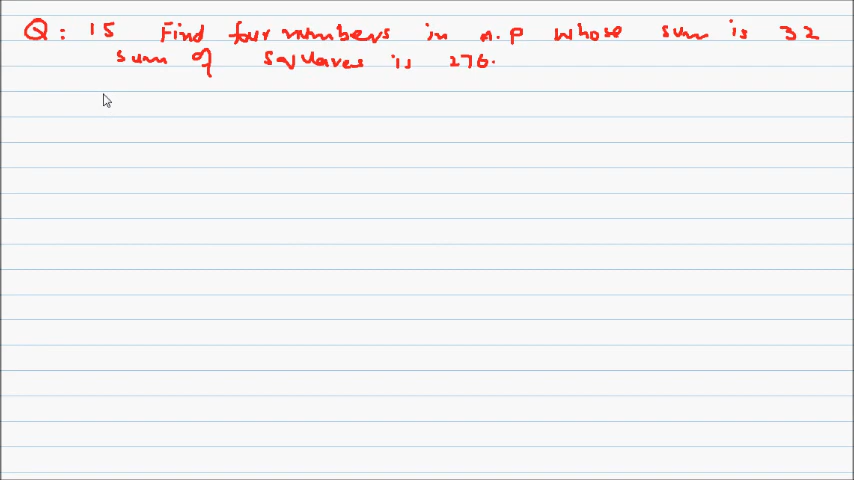 Q: 15 Find four numbers in A.P whose sum is 32
sum of squares is 276.